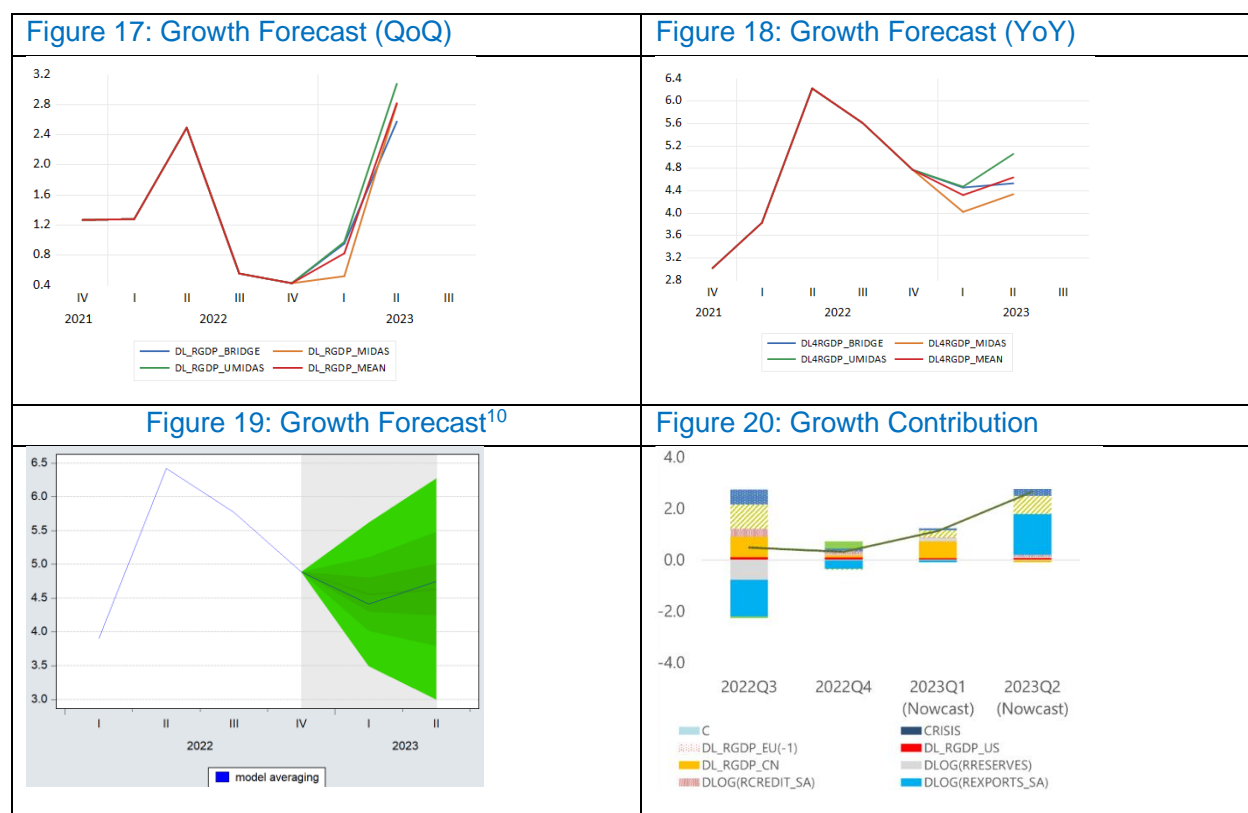 Figure 17: Growth Forecast (QoQ)
3.2
2.8
2.4
2.0
1.6
1.2
0.8
0.4
IV I II III IV I II III
2021 2022 2023
DL_RGDP_BRIDGE DL_RGDP_MIDAS
DL_RGDP_UMIDAS DL_RGDP_MEAN
Figure 18: Growth Forecast (YoY)
6.4
6.0
5.6
5.2
4.8
4.4
4.0
3.6
3.2
2.8
IV I II III IV I II III
2021 2022 2023
DL4RGDP_BRIDGE DL4RGDP_MIDAS
DL4RGDP_UMIDAS DL4RGDP_MEAN
Figure 19: Growth Forecast10
6.5
6.0
5.5
5.0
4.5
4.0
3.5
3.0
I II III IV I II
2022 2023
model averaging
Figure 20: Growth Contribution
4.0
2.0
0.0
-2.0
-4.0
2022Q3 2022Q4 2023Q1 2023Q2
(Nowcast) (Nowcast)
C CRISIS
DL_RGDP_EU(-1) DL_RGDP_US
DL_RGDP_CN DLOG(RRESERVES)
DLOG(RCREDIT_SA) DLOG(REXPORTS_SA)